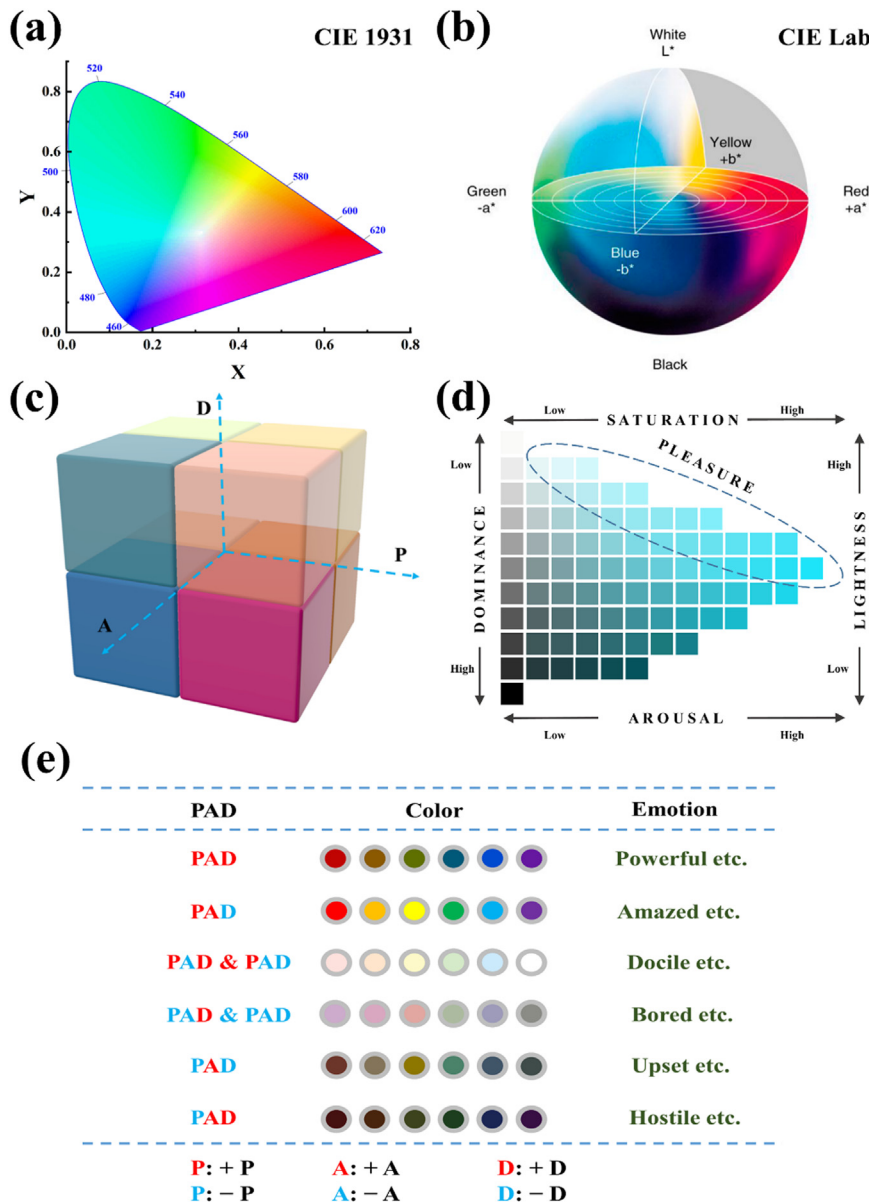 (a)
CIE 1931
520
540
560
580
600
620
500
480
460
0.8
0.6
0.4
0.2
0.0
Y
0.0 0.2 0.4 0.6 0.8
X
(b)
CIE Lab
White
L*
Yellow
+b*
Green
-a*
Red
+a*
Blue
-b*
Black
(c)
D
P
A
(d)
Low High
SATURATION
PLEASURE
Low
DOMINANCE
High
High
LIGHTNESS
Low
AROUSAL
Low High
(e)
PAD Color Emotion
PAD Powerful etc.
PAD Amazed etc.
PAD & PAD Docile etc.
PAD & PAD Bored etc.
PAD Upset etc.
PAD Hostile etc.
P: + P A: + A D: + D
P: − P A: − A D: − D